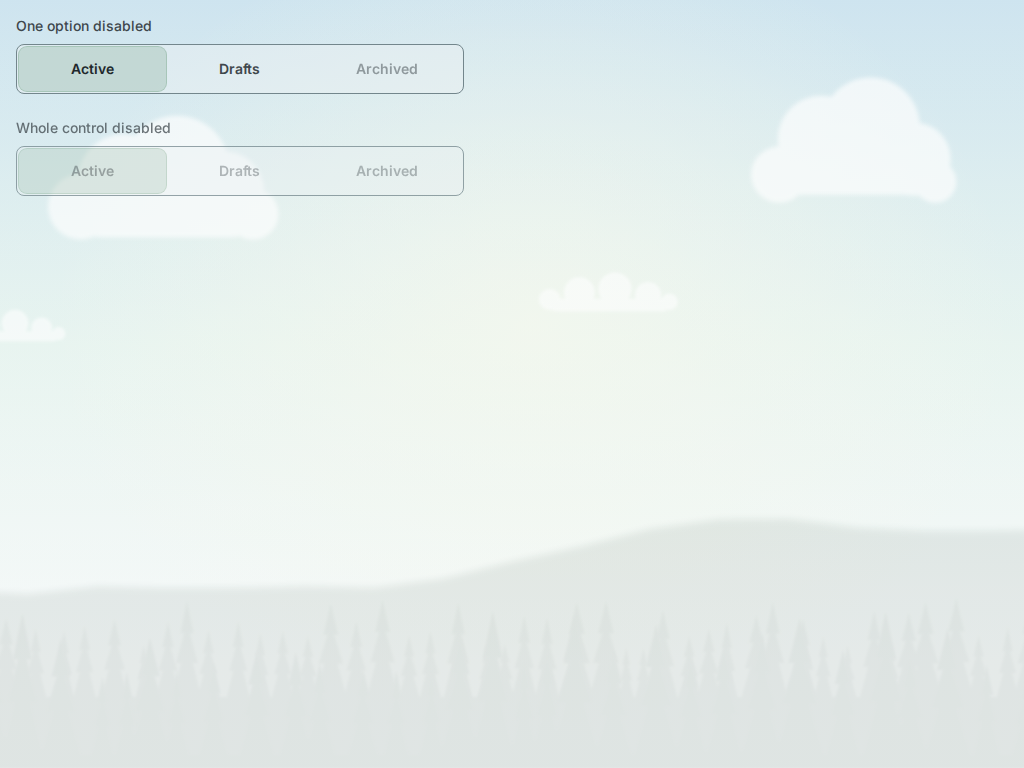 One option disabled
Active Drafts Archived
Whole control disabled
Active Drafts Archived